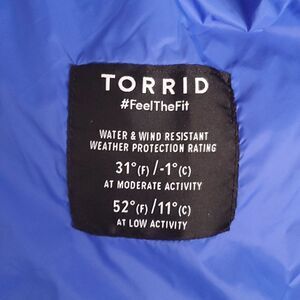 TORRID
#FeelTheFit
WATER & WIND RESISTANT
WEATHER PROTECTION RATING
31°(F)/-1°(C)
AT MODERATE ACTIVITY
52°(F)/11°(C)
AT LOW ACTIVITY